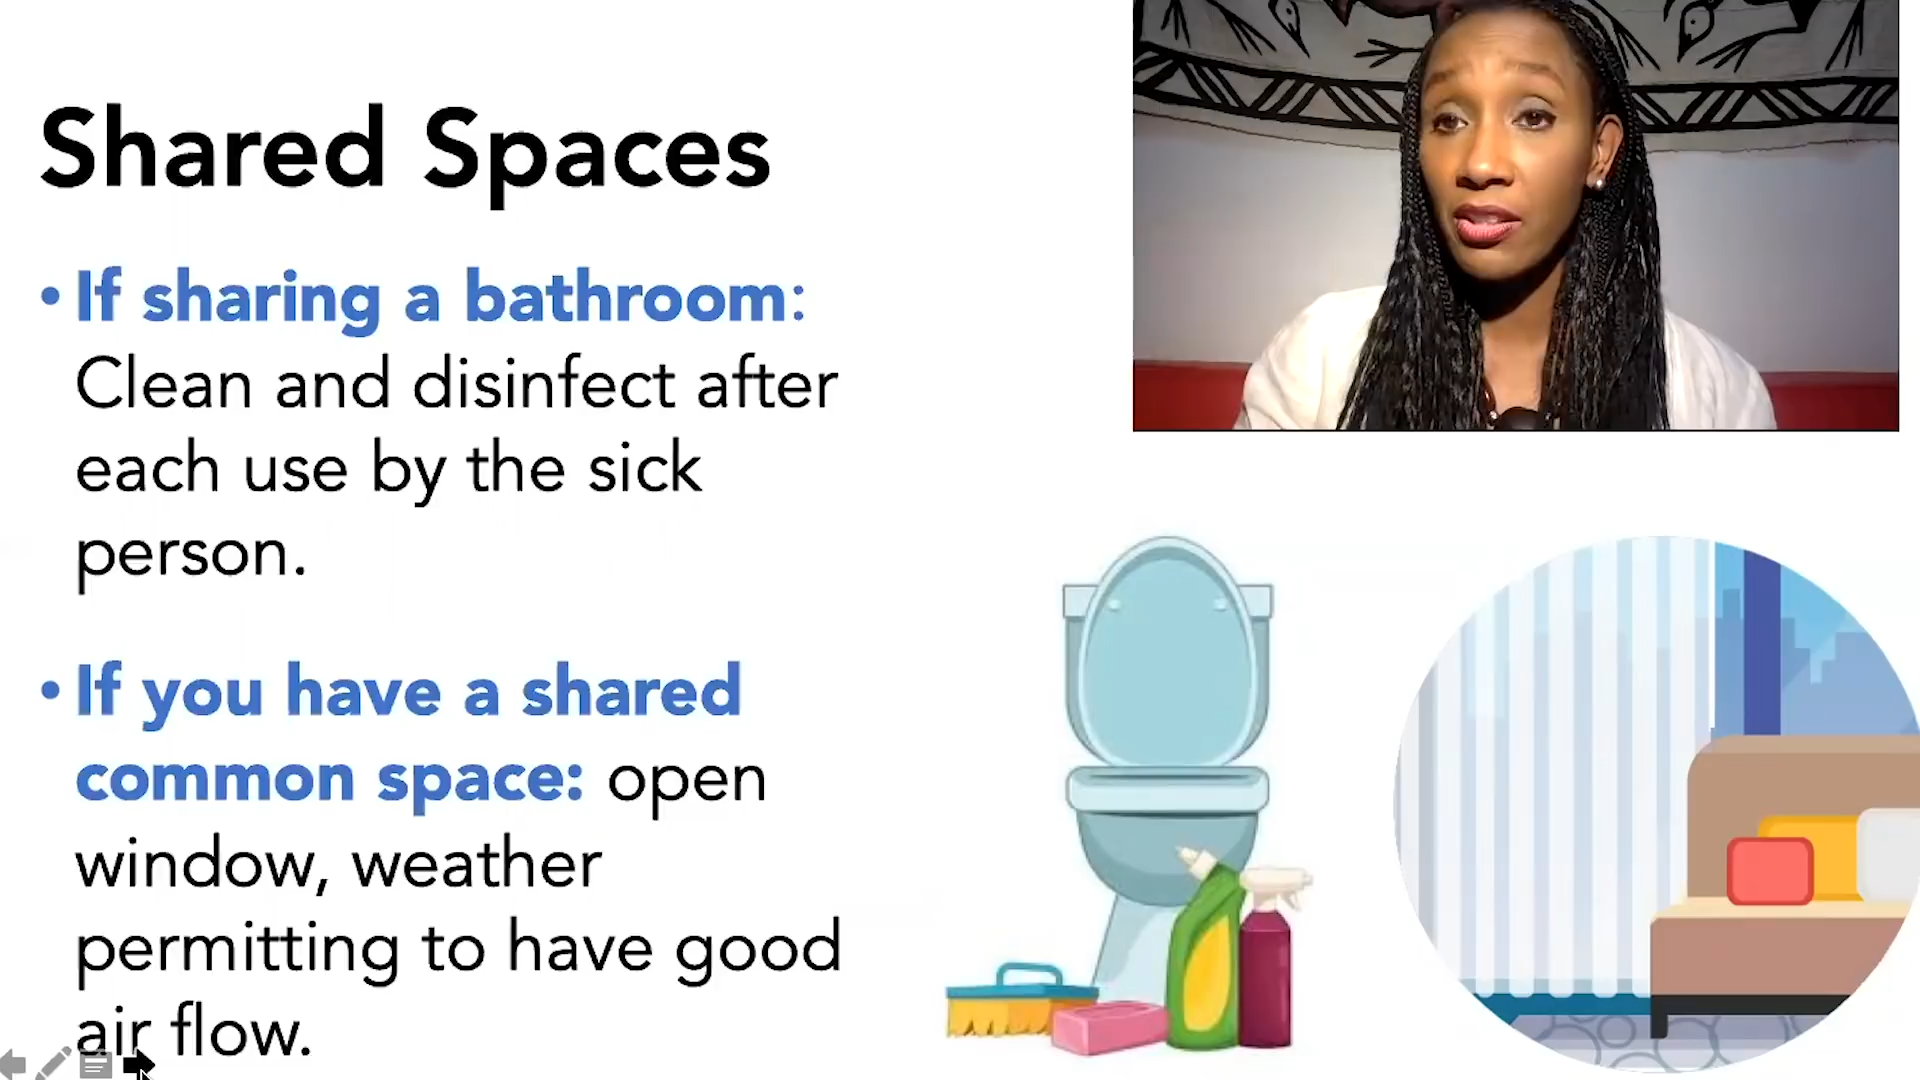 Shared Spaces
• If sharing a bathroom:
Clean and disinfect after
each use by the sick
person.
• If you have a shared
common space: open
window, weather
permitting to have good
air flow.